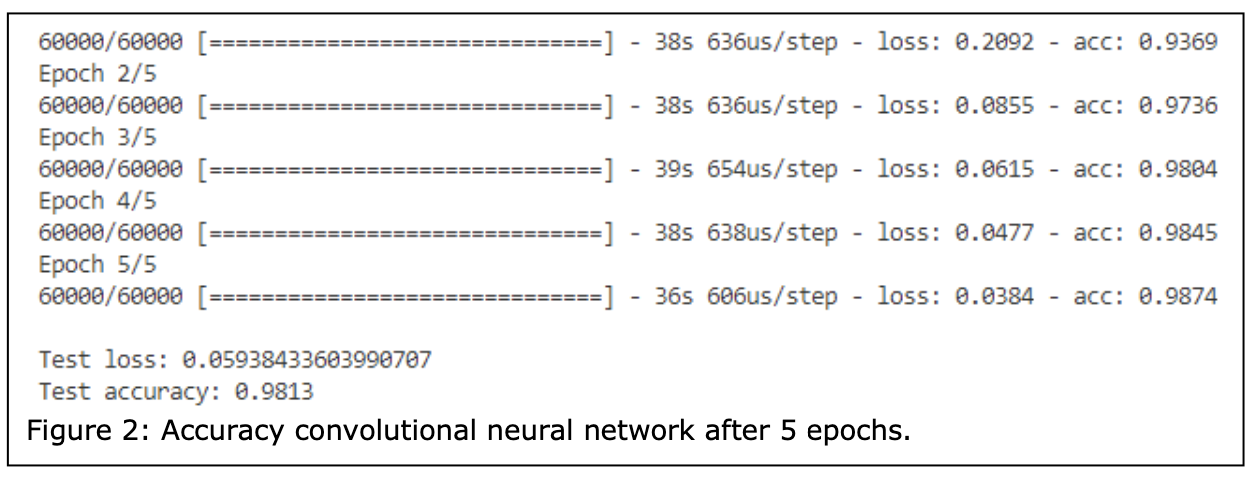 60000/60000 [==============================] - 38s 636us/step - loss: 0.2092 - acc: 0.9369
Epoch 2/5
60000/60000 [==============================] - 38s 636us/step - loss: 0.0855 - acc: 0.9736
Epoch 3/5
60000/60000 [==============================] - 39s 654us/step - loss: 0.0615 - acc: 0.9804
Epoch 4/5
60000/60000 [==============================] - 38s 638us/step - loss: 0.0477 - acc: 0.9845
Epoch 5/5
60000/60000 [==============================] - 36s 606us/step - loss: 0.0384 - acc: 0.9874
Test loss: 0.05938433603990707
Test accuracy: 0.9813
Figure 2: Accuracy convolutional neural network after 5 epochs.